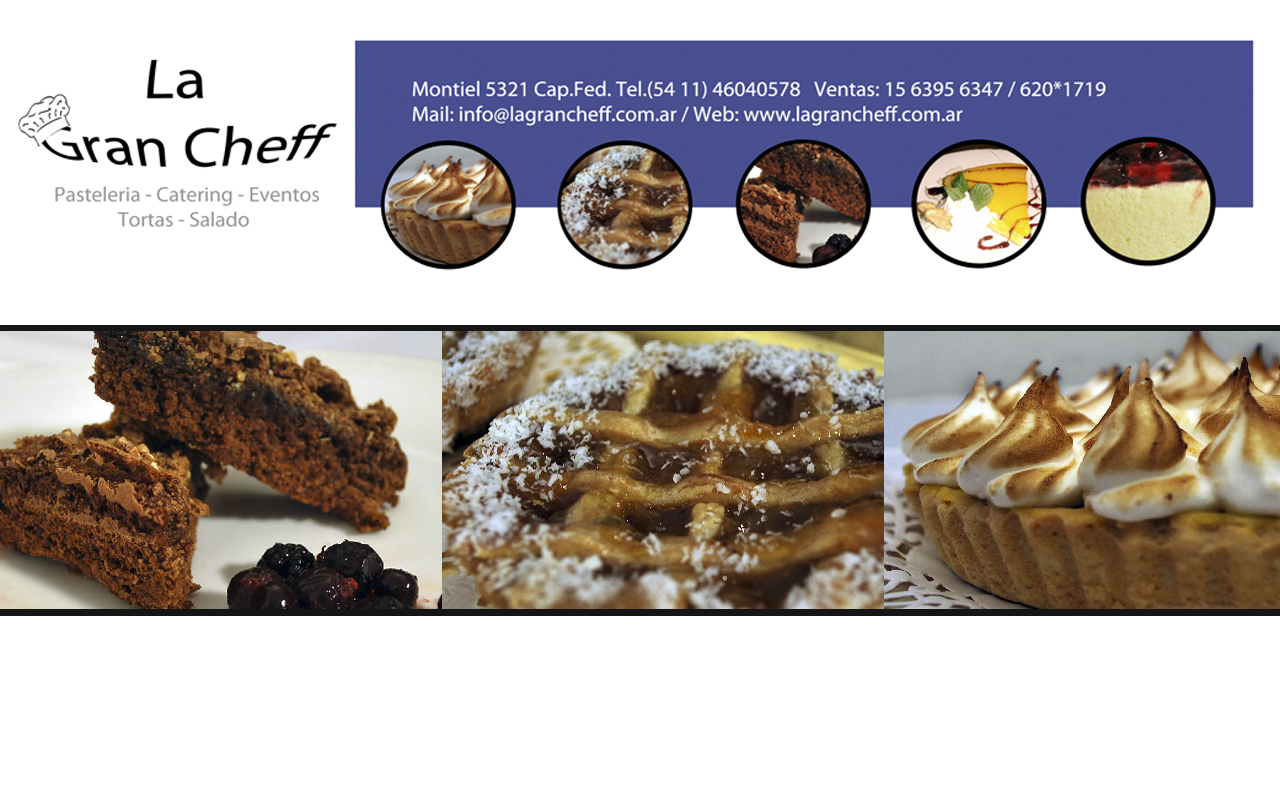 La
Gran Cheff
Pasteleria - Catering - Eventos
Tortas - Salado
Montiel 5321 Cap.Fed. Tel.(54 11) 46040578   Ventas: 15 6395 6347 / 620*1719
Mail: info@lagrancheff.com.ar / Web: www.lagrancheff.com.ar